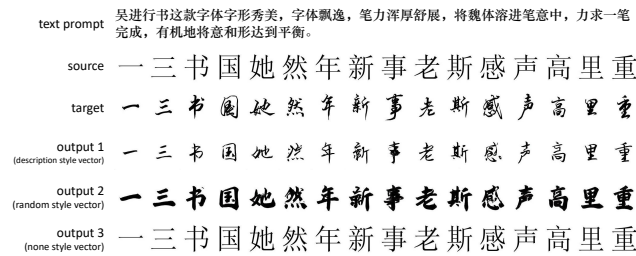 text prompt 吴进行书这款字体字形秀美，字体飘逸，笔力浑厚舒展，将魏体溶进笔意中，力求一笔
完成，有机地将意和形达到平衡。
source 一 三 书 国 她 然 年 新 事 老 斯 感 声 高 里 重
target 一 三 书 国 她 然 年 新 事 老 斯 感 声 高 里 重
output 1 一 三 书 国 她 然 年 新 事 老 斯 感 声 高 里 重
(description style vector)
output 2 一 三 书 国 她 然 年 新 事 老 斯 感 声 高 里 重
(random style vector)
output 3 一 三 书 国 她 然 年 新 事 老 斯 感 声 高 里 重
(none style vector)